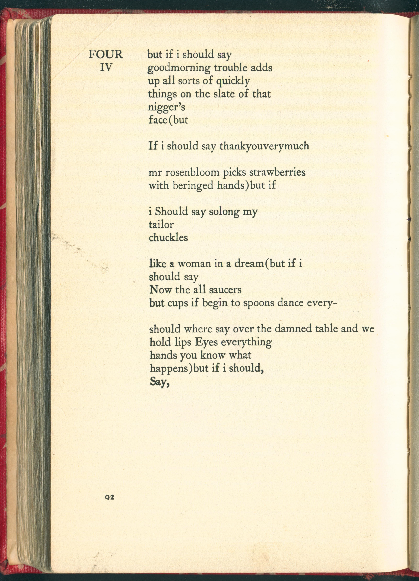 FOUR
IV
but if i should say
goodmorning trouble adds
up all sorts of quickly
things on the slate of that
nigger's
face(but
If i should say thankyouverymuch
mr rosenbloom picks strawberries
with beringed hands)but if
i Should say solong my
tailor
chuckles
like a woman in a dream(but if i
should say
Now the all saucers
but cups if begin to spoons dance every-
should where say over the damned table and we
hold lips Eyes everything
hands you know what
happens)but if i should,
Say,
92